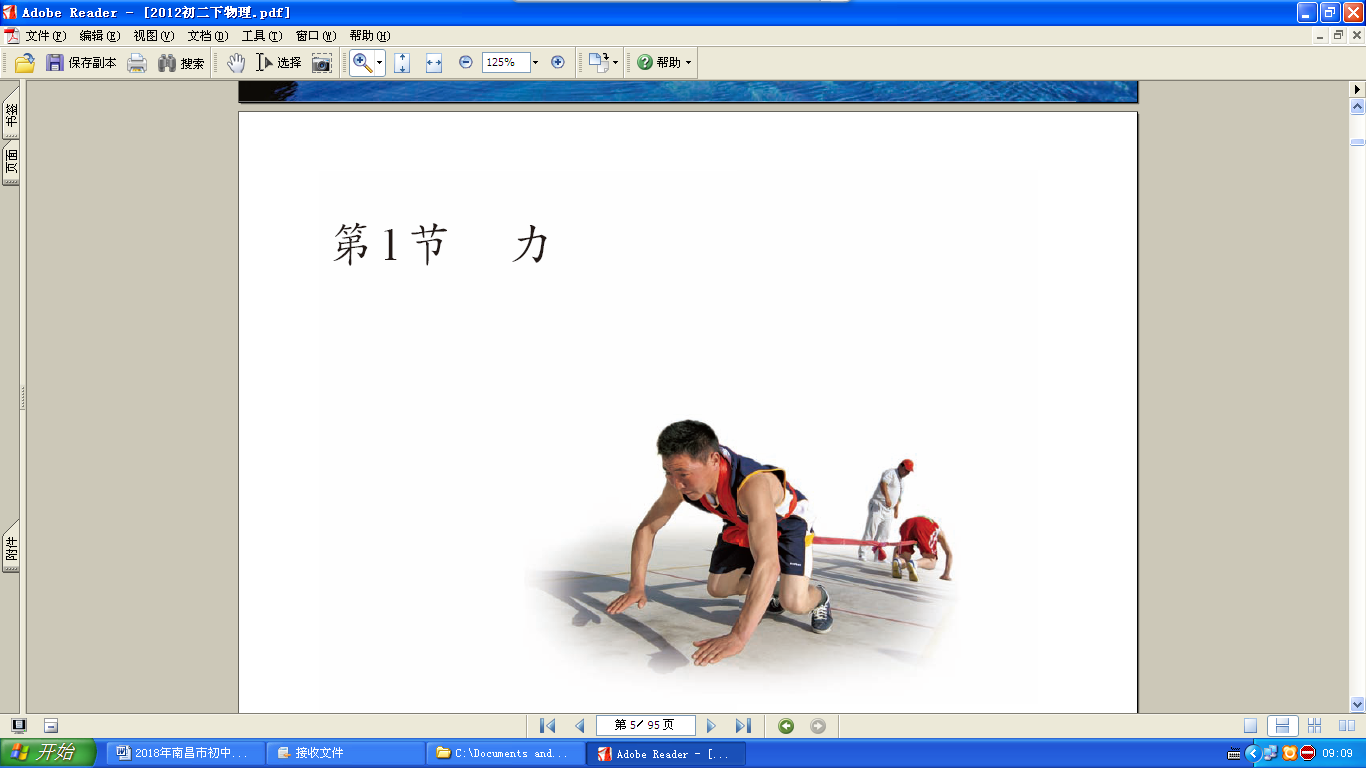 Adobe Reader - [2012初二下物理.pdf]
文件(F) 编辑(E) 视图(V) 文档(D) 工具(T) 窗口(W) 帮助(H)
保存副本 搜索 选择 125% 帮助
书签
页面
附件
第1节 力
第 5/ 95 页
开始 2018年南昌市初中... 接收文件 C:\Documents and... Adobe Reader - [... 09:09